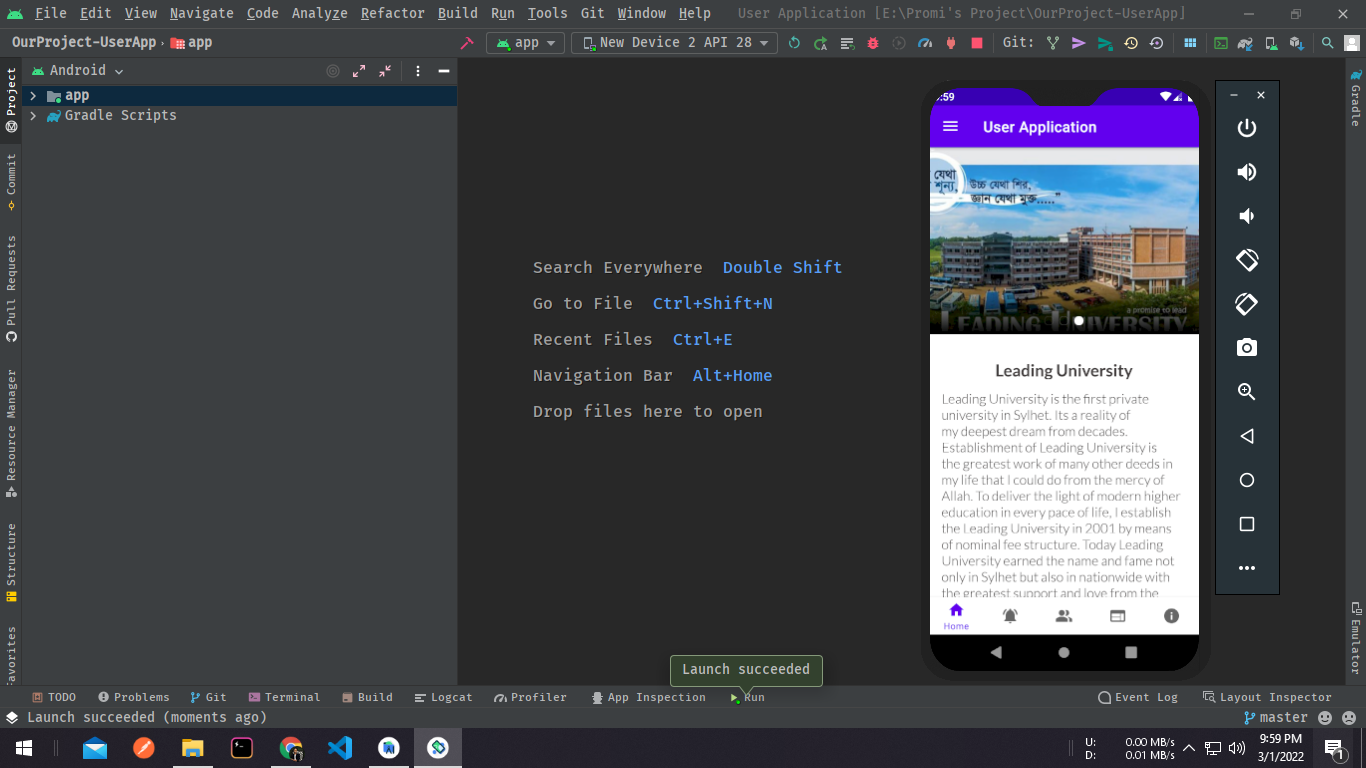 File Edit View Navigate Code Analyze Refactor Build Run Tools Git Window Help User Application [E:\Promi's Project\OurProject-UserApp]
OurProject-UserApp app
app
New Device 2 API 28
Git:
Android
app
Gradle Scripts
Project
Commit
Pull Requests
Resource Manager
Structure
Favorites
Search Everywhere Double Shift
Go to File Ctrl+Shift+N
Recent Files Ctrl+E
Navigation Bar Alt+Home
Drop files here to open
:59
User Application
যেথা
শূন্য,
উচ্চ যেথা শির,
জ্ঞান যেথা মুক্ত....."
a promise to lead
LEADING UNIVERSITY
Leading University
Leading University is the first private
university in Sylhet. Its a reality of
my deepest dream from decades.
Establishment of Leading University is
the greatest work of many other deeds in
my life that I could do from the mercy of
Allah. To deliver the light of modern higher
education in every pace of life, I establish
the Leading University in 2001 by means
of nominal fee structure. Today Leading
University earned the name and fame not
only in Sylhet but also in nationwide with
the greatest support and love from the
Home
Gradle
Emulator
Launch succeeded
TODO Problems Git Terminal Build Logcat Profiler App Inspection Run Event Log Layout Inspector
Launch succeeded (moments ago) master
U: 0.00 MB/s
D: 0.01 MB/s
9:59 PM
3/1/2022
1